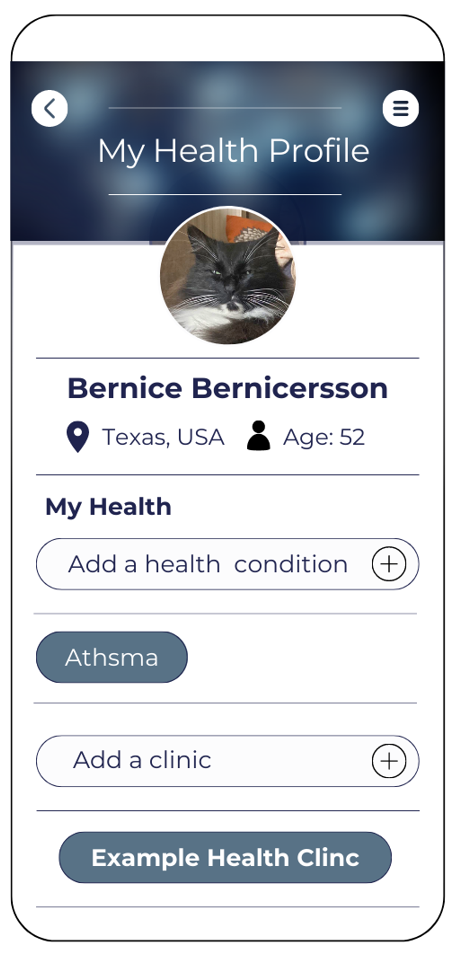 My Health Profile
Bernice Bernicersson
Texas, USA Age: 52
My Health
Add a health condition
Athsma
Add a clinic
Example Health Clinc